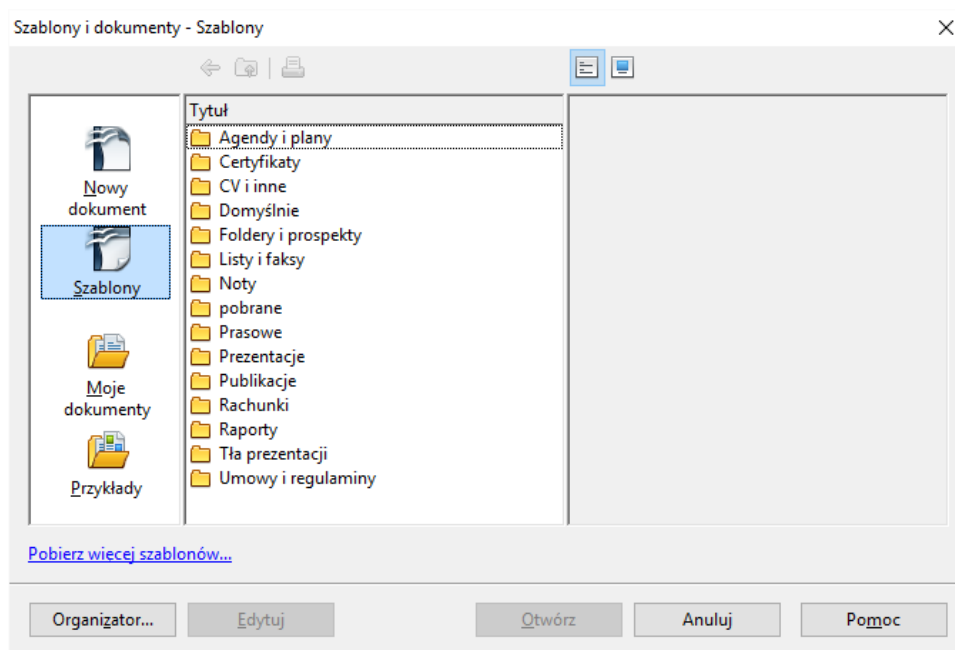 Szablony i dokumenty - Szablony
Nowy
dokument
Szablony
Moje
dokumenty
Przykłady
Tytuł
Agendy i plany
Certyfikaty
CV i inne
Domyślnie
Foldery i prospekty
Listy i faksy
Noty
pobrane
Prasowe
Prezentacje
Publikacje
Rachunki
Raporty
Tła prezentacji
Umowy i regulaminy
Pobierz więcej szablonów...
Organizator...
Edytuj
Otwórz
Anuluj
Pomoc